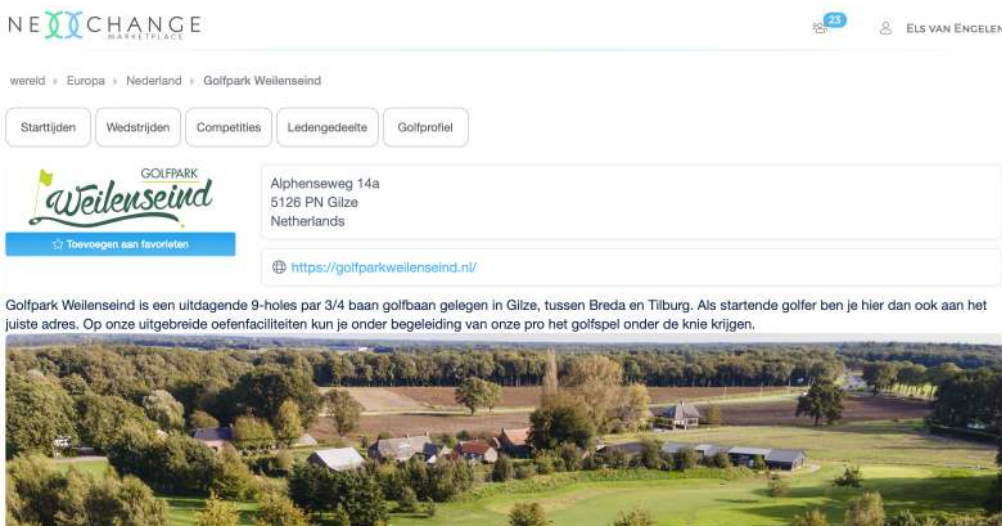 NEXXCHANGE
MARKETPLACE
23
ELS VAN ENGELEN
wereld › Europa › Nederland › Golfpark Weilenseind
Starttijden Wedstrijden Competities Ledengedeelte Golfprofiel
GOLFPARK
Weilenseind
Toevoegen aan favorieten
Alphenseweg 14a
5126 PN Gilze
Netherlands
https://golfparkweilenseind.nl/
Golfpark Weilenseind is een uitdagende 9-holes par 3/4 baan golfbaan gelegen in Gilze, tussen Breda en Tilburg. Als startende golfer ben je hier dan ook aan het
juiste adres. Op onze uitgebreide oefenfaciliteiten kun je onder begeleiding van onze pro het golfspel onder de knie krijgen.